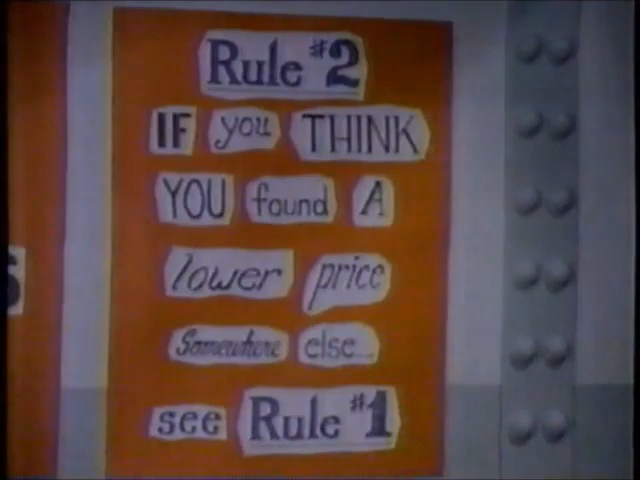 Rule #2
IF you THINK
YOU found A
lower price
Somewhere else...
see Rule #1